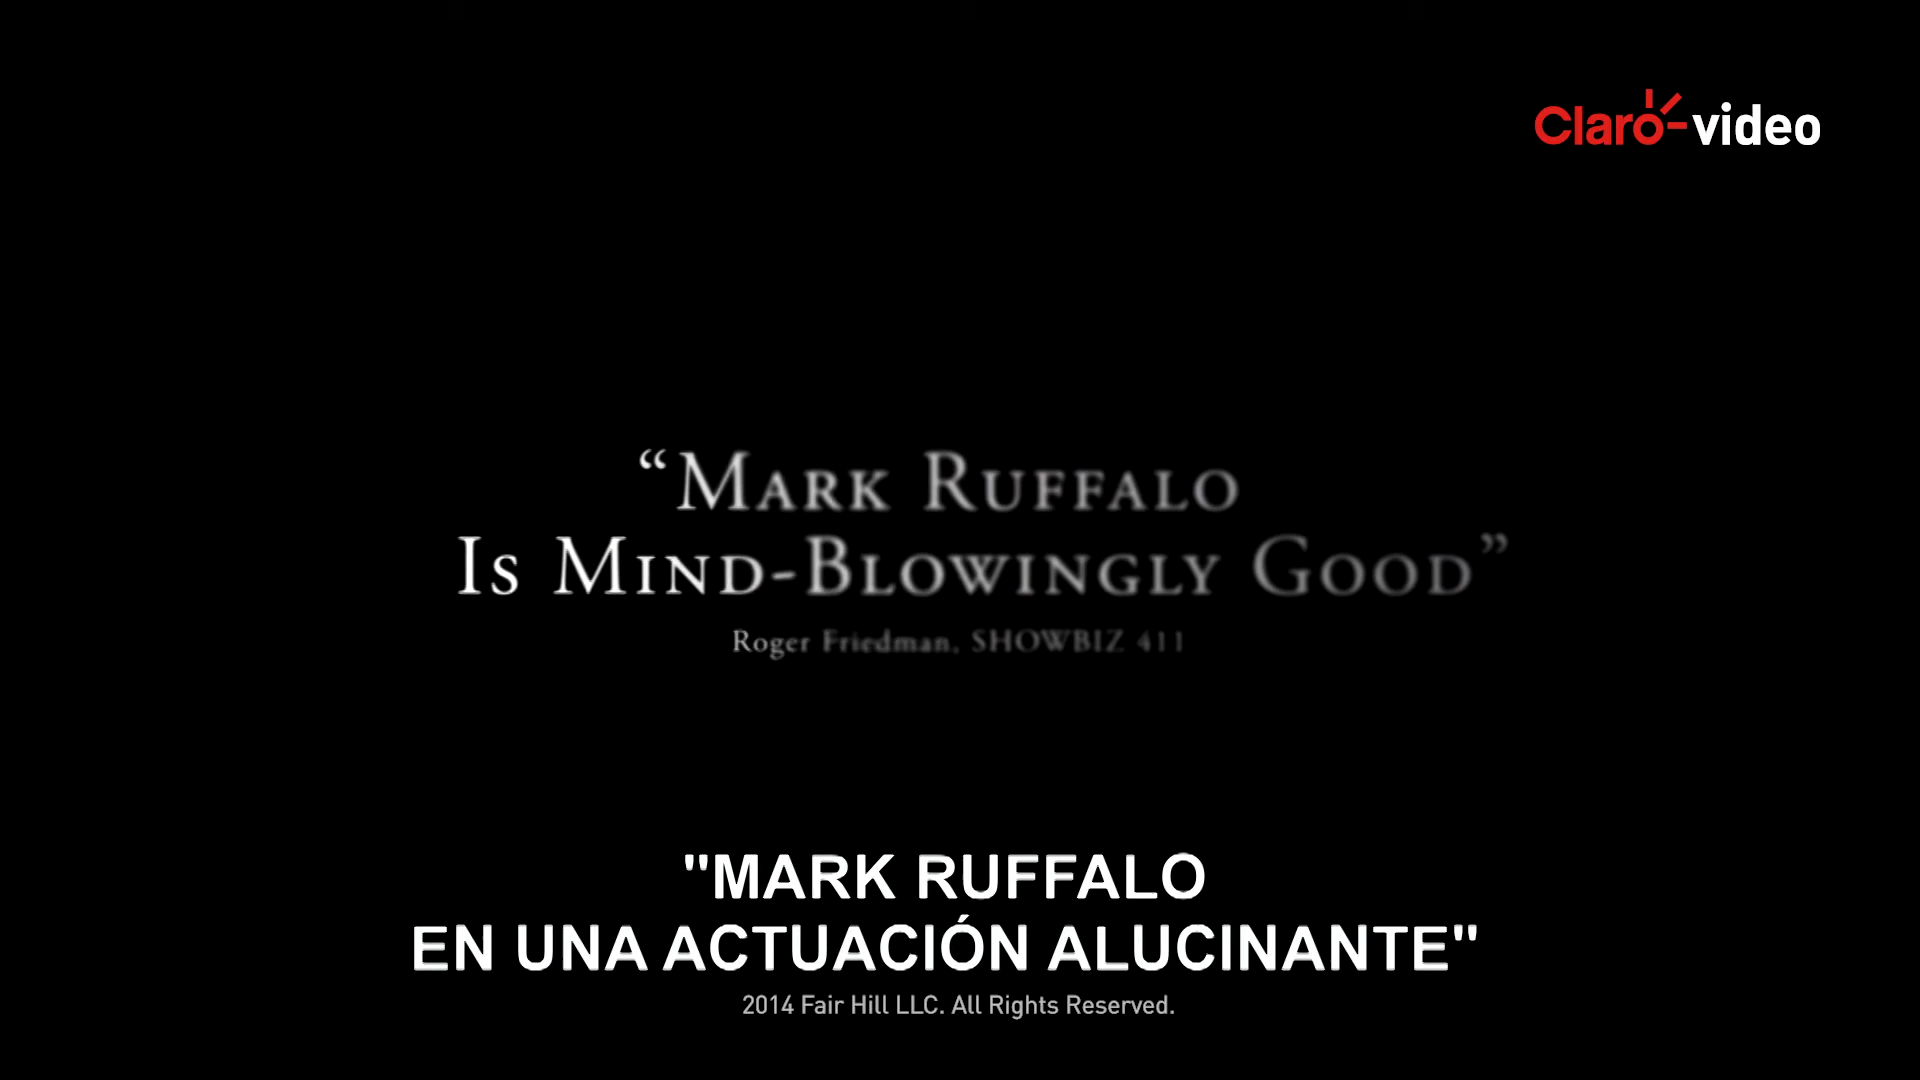 Claro-video
“Mark Ruffalo
Is Mind-Blowingly Good”
Roger Friedman, SHOWBIZ 411
"MARK RUFFALO
EN UNA ACTUACIÓN ALUCINANTE"
2014 Fair Hill LLC. All Rights Reserved.